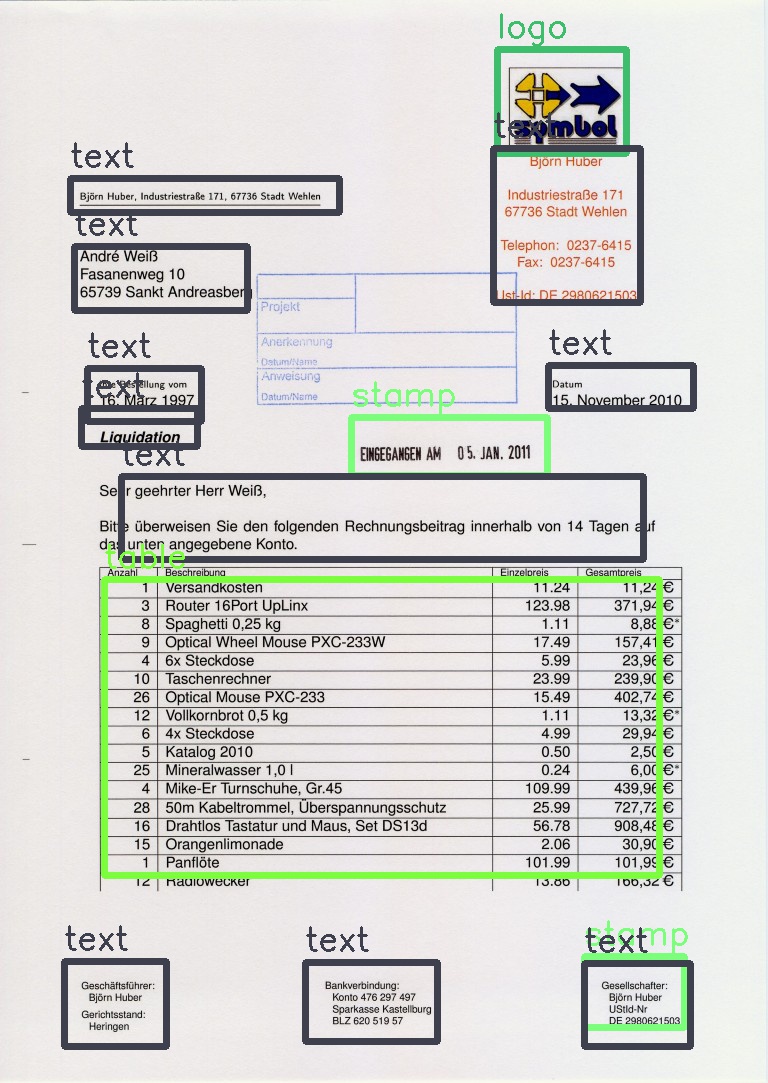 logo
symbol
text
Björn Huber
Industriestraße 171
67736 Stadt Wehlen
Telephon: 0237-6415
Fax: 0237-6415
Ust-Id: DE 2980621503
text
Björn Huber, Industriestraße 171, 67736 Stadt Wehlen
text
André Weiß
Fasanenweg 10
65739 Sankt Andreasberg
Projekt
Anerkennung
Datum/Name
Anweisung
Datum/Name
text
Bestellung vom
16. März 1997
text
Datum
15. November 2010
text
Liquidation
stamp
EINGEGANGEN AM 05. JAN. 2011
text
Sehr geehrter Herr Weiß,
Bitte überweisen Sie den folgenden Rechnungsbeitrag innerhalb von 14 Tagen auf
das unten angegebene Konto.
table
Anzahl Beschreibung Einzelpreis Gesamtpreis
1 Versandkosten 11.24 11,24 €
3 Router 16Port UpLinx 123.98 371,94 €
8 Spaghetti 0,25 kg 1.11 8,88 €*
9 Optical Wheel Mouse PXC-233W 17.49 157,41 €
4 6x Steckdose 5.99 23,96 €
10 Taschenrechner 23.99 239,90 €
26 Optical Mouse PXC-233 15.49 402,74 €
12 Vollkornbrot 0,5 kg 1.11 13,32 €*
6 4x Steckdose 4.99 29,94 €
5 Katalog 2010 0.50 2,50 €
25 Mineralwasser 1,0 l 0.24 6,00 €*
4 Mike-Er Turnschuhe, Gr.45 109.99 439,96 €
28 50m Kabeltrommel, Überspannungsschutz 25.99 727,72 €
16 Drahtlos Tastatur und Maus, Set DS13d 56.78 908,48 €
15 Orangenlimonade 2.06 30,90 €
1 Panflöte 101.99 101,99 €
12 Radiowecker 13.86 166,32 €
text
Geschäftsführer:
Björn Huber
Gerichtsstand:
Heringen
text
Bankverbindung:
Konto 476 297 497
Sparkasse Kastellburg
BLZ 620 519 57
stamp
text
Gesellschafter:
Björn Huber
UStId-Nr
DE 2980621503